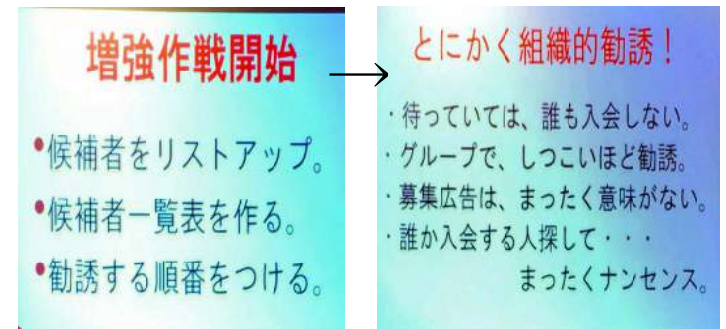 増強作戦開始
•候補者をリストアップ。
•候補者一覧表を作る。
•勧誘する順番をつける。
とにかく組織的勧誘！
・待っていては、誰も入会しない。
・グループで、しつこいほど勧誘。
・募集広告は、まったく意味がない。
・誰か入会する人探して・・・
まったくナンセンス。